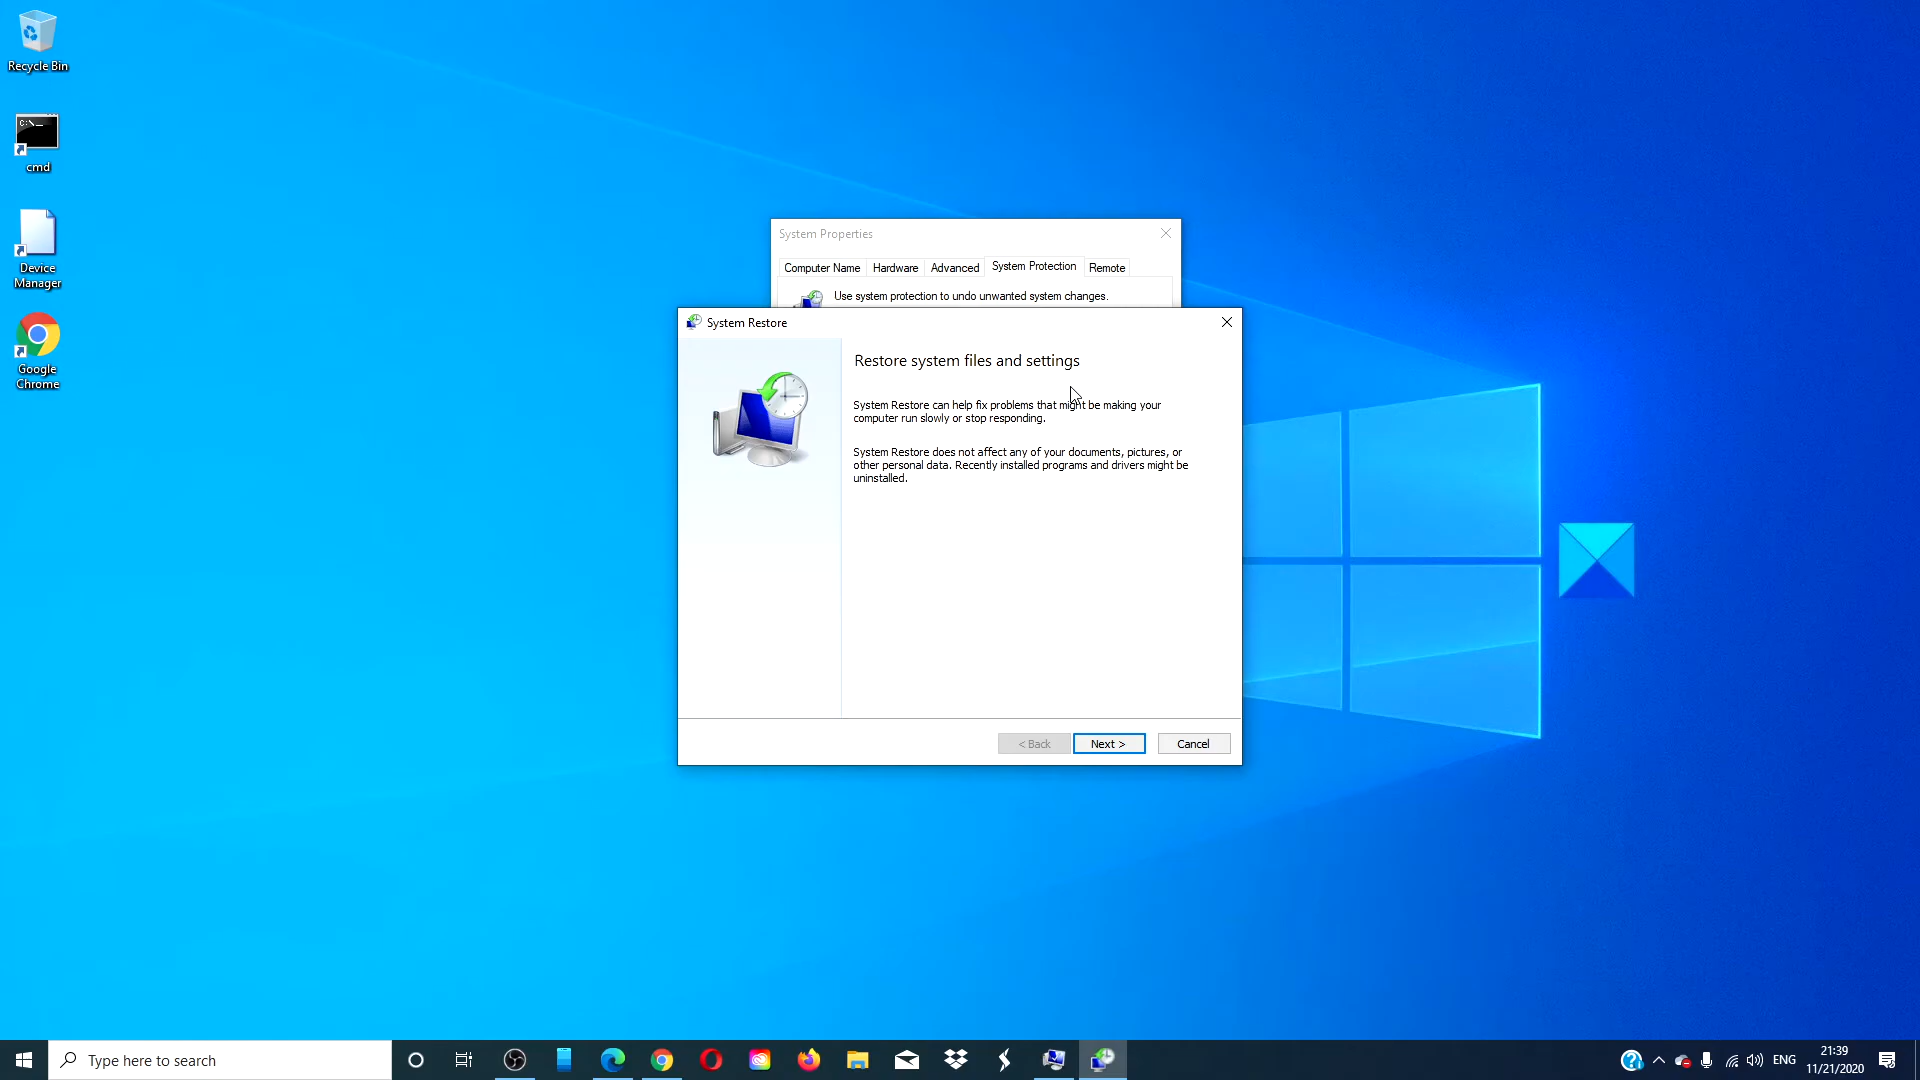 Recycle Bin
C:\._
cmd
Device
Manager
Google
Chrome
System Properties
Computer Name
Hardware
Advanced
System Protection
Remote
Use system protection to undo unwanted system changes.
System Restore
Restore system files and settings
System Restore can help fix problems that might be making your
computer run slowly or stop responding.
System Restore does not affect any of your documents, pictures, or
other personal data. Recently installed programs and drivers might be
uninstalled.
< Back
Next >
Cancel
Type here to search
ENG
21:39
11/21/2020